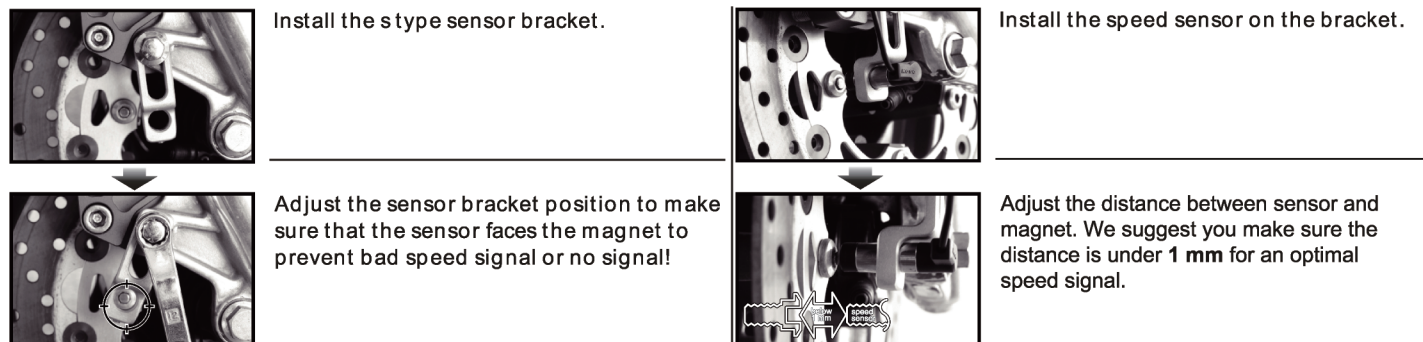 Install the s type sensor bracket.
Adjust the sensor bracket position to make
sure that the sensor faces the magnet to
prevent bad speed signal or no signal!
Install the speed sensor on the bracket.
Adjust the distance between sensor and
magnet. We suggest you make sure the
distance is under 1 mm for an optimal
speed signal.
speed
sensor